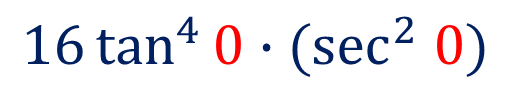 16 tan⁴ 0 · (sec² 0)